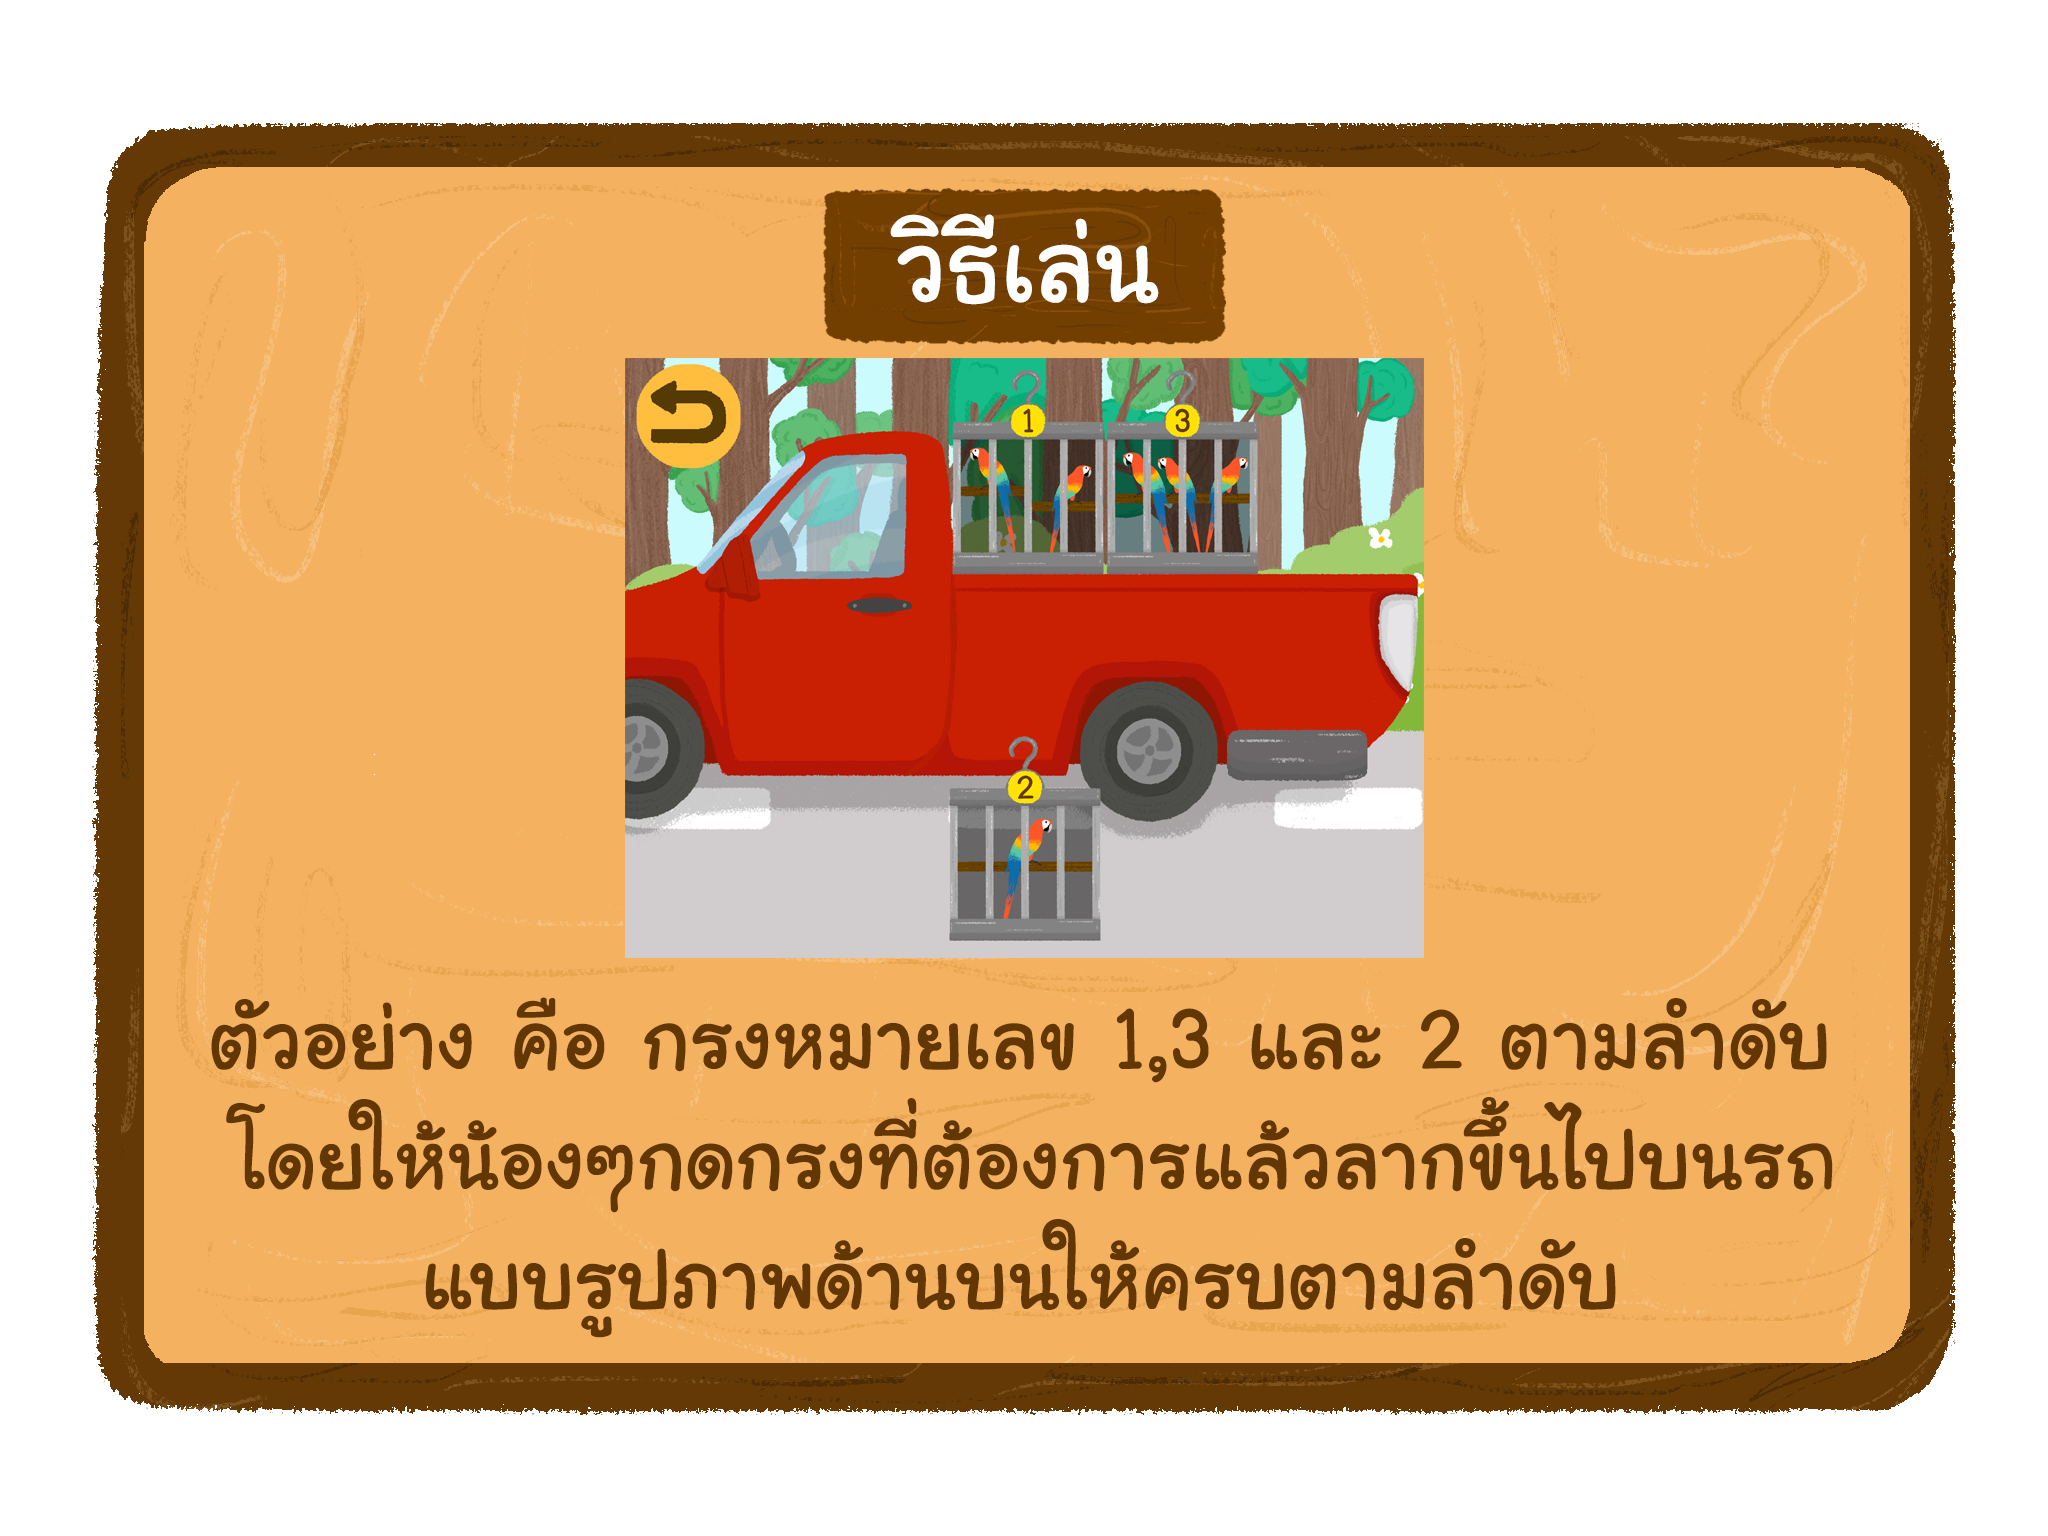 วิธีเล่น
1
3
2
ตัวอย่าง คือ กรงหมายเลข 1,3 และ 2 ตามลำดับ
โดยให้น้องๆกดกรงที่ต้องการแล้วลากขึ้นไปบนรถ
แบบรูปภาพด้านบนให้ครบตามลำดับ